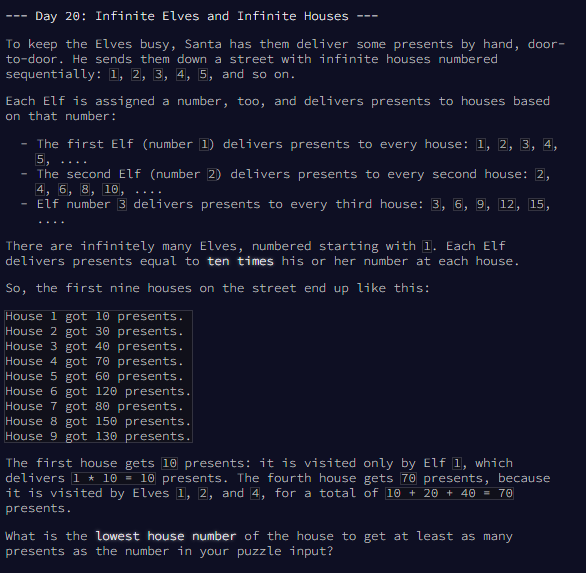 --- Day 20: Infinite Elves and Infinite Houses ---
To keep the Elves busy, Santa has them deliver some presents by hand, door-
to-door. He sends them down a street with infinite houses numbered
sequentially: 1, 2, 3, 4, 5, and so on.
Each Elf is assigned a number, too, and delivers presents to houses based
on that number:
- The first Elf (number 1) delivers presents to every house: 1, 2, 3, 4,
5, ....
- The second Elf (number 2) delivers presents to every second house: 2,
4, 6, 8, 10, ....
- Elf number 3 delivers presents to every third house: 3, 6, 9, 12, 15,
....
There are infinitely many Elves, numbered starting with 1. Each Elf
delivers presents equal to ten times his or her number at each house.
So, the first nine houses on the street end up like this:
House 1 got 10 presents.
House 2 got 30 presents.
House 3 got 40 presents.
House 4 got 70 presents.
House 5 got 60 presents.
House 6 got 120 presents.
House 7 got 80 presents.
House 8 got 150 presents.
House 9 got 130 presents.
The first house gets 10 presents: it is visited only by Elf 1, which
delivers 1 * 10 = 10 presents. The fourth house gets 70 presents, because
it is visited by Elves 1, 2, and 4, for a total of 10 + 20 + 40 = 70
presents.
What is the lowest house number of the house to get at least as many
presents as the number in your puzzle input?